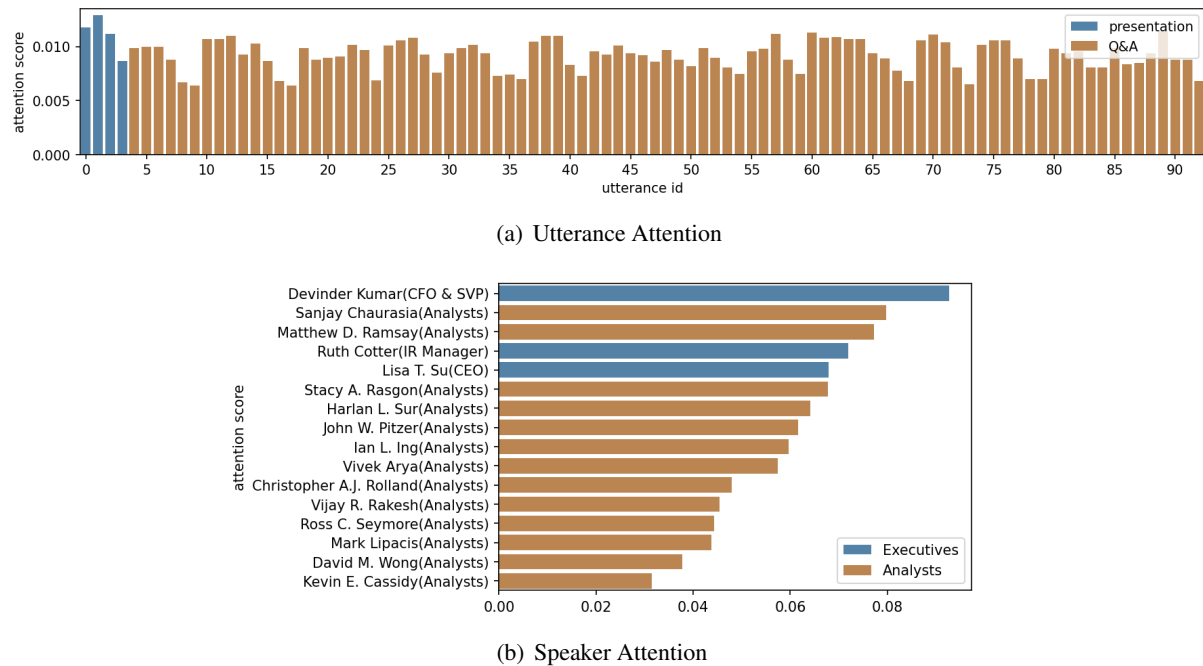 presentation
Q&A
attention score
0.010
0.005
0.000
0 5 10 15 20 25 30 35 40 45 50 55 60 65 70 75 80 85 90
utterance id
(a) Utterance Attention
attention score
Devinder Kumar(CFO & SVP)
Sanjay Chaurasia(Analysts)
Matthew D. Ramsay(Analysts)
Ruth Cotter(IR Manager)
Lisa T. Su(CEO)
Stacy A. Rasgon(Analysts)
Harlan L. Sur(Analysts)
John W. Pitzer(Analysts)
Ian L. Ing(Analysts)
Vivek Arya(Analysts)
Christopher A.J. Rolland(Analysts)
Vijay R. Rakesh(Analysts)
Ross C. Seymore(Analysts)
Mark Lipacis(Analysts)
David M. Wong(Analysts)
Kevin E. Cassidy(Analysts)
Executives
Analysts
0.00 0.02 0.04 0.06 0.08
(b) Speaker Attention